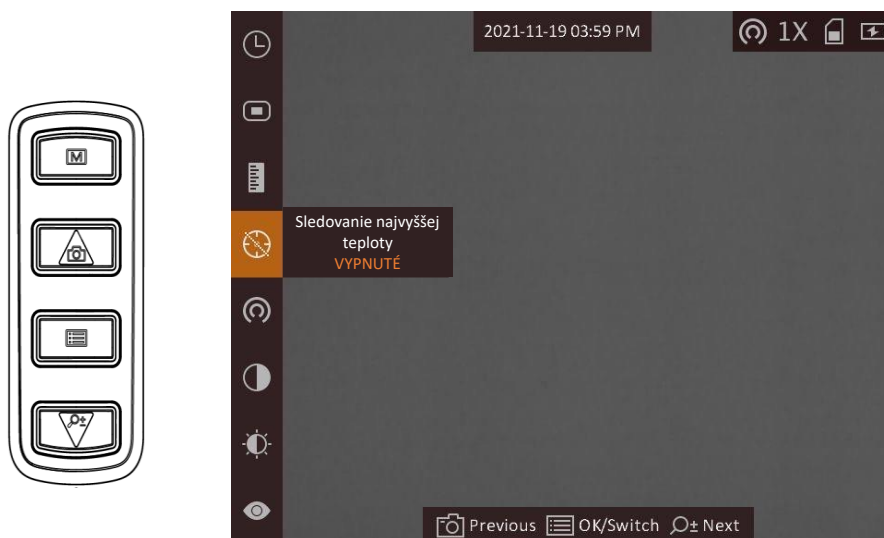 M
2021-11-19 03:59 PM
1X
Sledovanie najvyššej
teploty
VYPNUTÉ
Previous OK/Switch Next